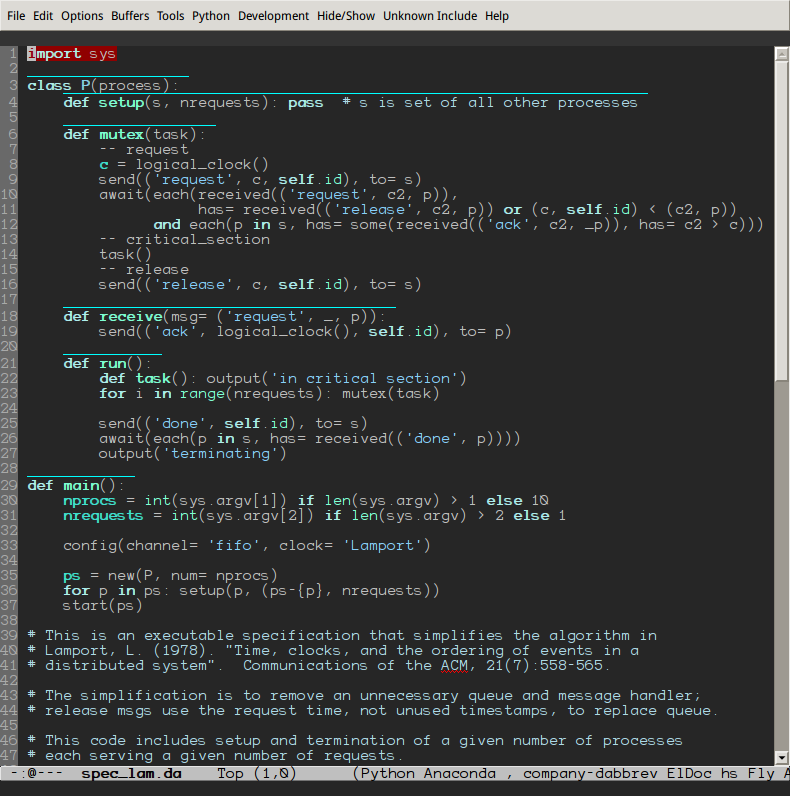 File Edit Options Buffers Tools Python Development Hide/Show Unknown Include Help
1 import sys
2
3 class P(process):
4     def setup(s, nrequests): pass  # s is set of all other processes
5
6     def mutex(task):
7         -- request
8         c = logical_clock()
9         send(('request', c, self.id), to= s)
10         await(each(received(('request', c2, p)),
11                    has= received(('release', c2, p)) or (c, self.id) < (c2, p))
12               and each(p in s, has= some(received(('ack', c2, _p)), has= c2 > c)))
13         -- critical_section
14         task()
15         -- release
16         send(('release', c, self.id), to= s)
17
18     def receive(msg= ('request', _, p)):
19         send(('ack', logical_clock(), self.id), to= p)
20
21     def run():
22         def task(): output('in critical section')
23         for i in range(nrequests): mutex(task)
24
25         send(('done', self.id), to= s)
26         await(each(p in s, has= received(('done', p))))
27         output('terminating')
28
29 def main():
30     nprocs = int(sys.argv[1]) if len(sys.argv) > 1 else 10
31     nrequests = int(sys.argv[2]) if len(sys.argv) > 2 else 1
32
33     config(channel= 'fifo', clock= 'Lamport')
34
35     ps = new(P, num= nprocs)
36     for p in ps: setup(p, (ps-{p}, nrequests))
37     start(ps)
38
39 # This is an executable specification that simplifies the algorithm in
40 # Lamport, L. (1978). "Time, clocks, and the ordering of events in a
41 # distributed system".  Communications of the ACM, 21(7):558-565.
42
43 # The simplification is to remove an unnecessary queue and message handler;
44 # release msgs use the request time, not unused timestamps, to replace queue.
45
46 # This code includes setup and termination of a given number of processes
47 # each serving a given number of requests.
-:@---  spec_lam.da    Top (1,0)      (Python Anaconda , company-dabbrev ElDoc hs Fly A